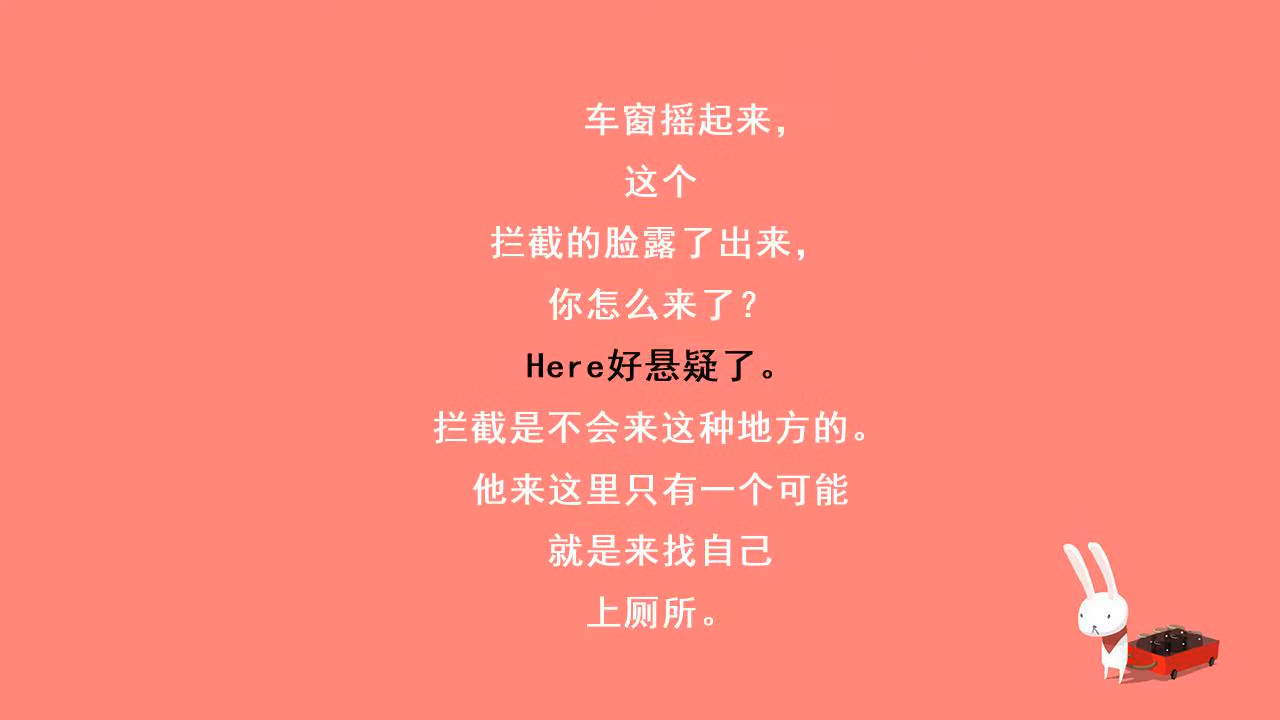 车窗摇起来，
这个
拦截的脸露了出来，
你怎么来了？
Here好悬疑了。
拦截是不会来这种地方的。
他来这里只有一个可能
就是来找自己
上厕所。